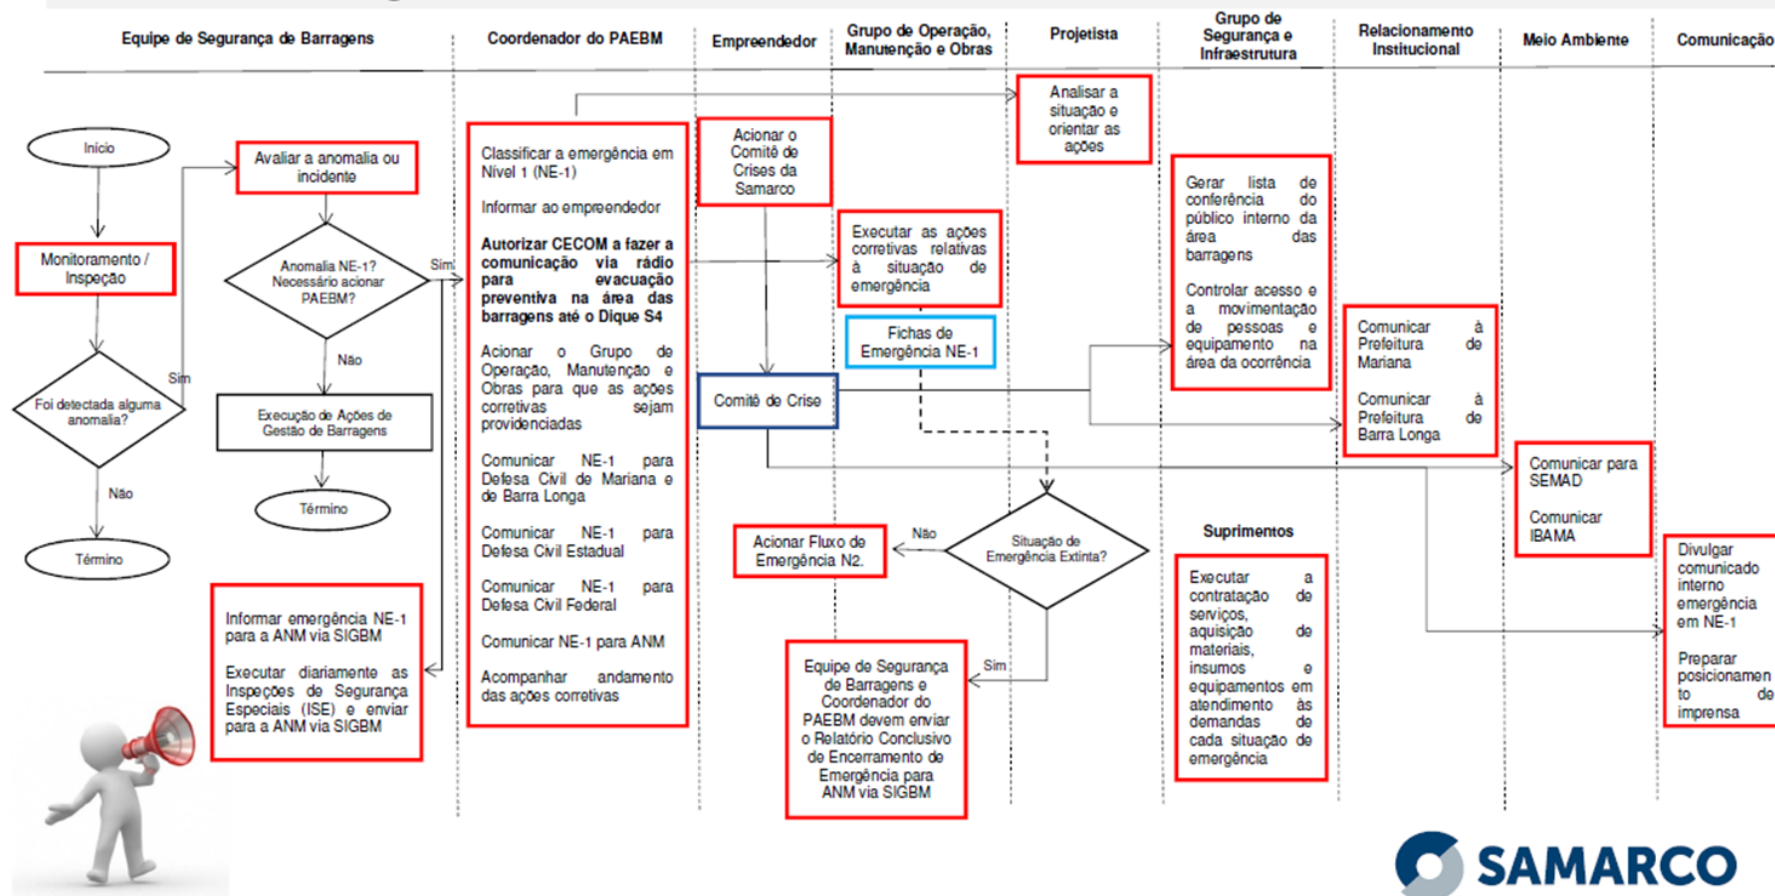 Equipe de Segurança de Barragens
Coordenador do PAEBM
Empreendedor
Grupo de Operação,
Manutenção e Obras
Projetista
Grupo de
Segurança e
Infraestrutura
Relacionamento
Institucional
Meio Ambiente
Comunicação
Início
Monitoramento /
Inspeção
Foi detectada alguma
anomalia?
Sim
Não
Término
Avaliar a anomalia ou
incidente
Anomalia NE-1?
Necessário acionar
PAEBM?
Sim
Não
Execução de Ações de
Gestão de Barragens
Término
Informar emergência NE-1
para a ANM via SIGBM
Executar diariamente as
Inspeções de Segurança
Especiais (ISE) e enviar
para a ANM via SIGBM
Classificar a emergência em
Nível 1 (NE-1)
Informar ao empreendedor
Autorizar CECOM a fazer a
comunicação via rádio
para evacuação
preventiva na área das
barragens até o Dique S4
Acionar o Grupo de
Operação, Manutenção e
Obras para que as ações
corretivas sejam
providenciadas
Comunicar NE-1 para
Defesa Civil de Mariana e
de Barra Longa
Comunicar NE-1 para
Defesa Civil Estadual
Comunicar NE-1 para
Defesa Civil Federal
Comunicar NE-1 para ANM
Acompanhar andamento
das ações corretivas
Acionar o
Comitê de
Crises da
Samarco
Comitê de Crise
Executar as ações
corretivas relativas
à situação de
emergência
Fichas de
Emergência NE-1
Analisar a
situação e
orientar as
ações
Situação de
Emergência Extinta?
Não
Acionar Fluxo de
Emergência N2.
Sim
Equipe de Segurança
de Barragens e
Coordenador do
PAEBM devem enviar
o Relatório Conclusivo
de Encerramento de
Emergência para
ANM via SIGBM
Gerar lista de
conferência do
público interno da
área das
barragens
Controlar acesso e
a movimentação
de pessoas e
equipamento na
área da ocorrência
Suprimentos
Executar a
contratação de
serviços,
aquisição de
materiais,
insumos e
equipamentos em
atendimento às
demandas de
cada situação de
emergência
Comunicar à
Prefeitura de
Mariana
Comunicar à
Prefeitura de
Barra Longa
Comunicar para
SEMAD
Comunicar
IBAMA
Divulgar
comunicado
interno
emergência
em NE-1
Preparar
posicionamen
to de
imprensa
SAMARCO